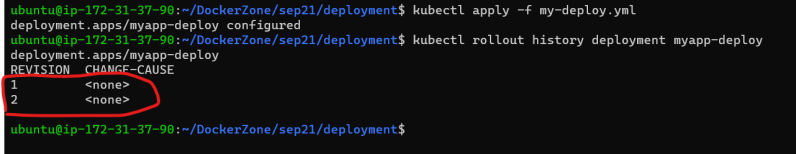 ubuntu@ip-172-31-37-90:~/DockerZone/sep21/deployment$ kubectl apply -f my-deploy.yml
deployment.apps/myapp-deploy configured
ubuntu@ip-172-31-37-90:~/DockerZone/sep21/deployment$ kubectl rollout history deployment myapp-deploy
deployment.apps/myapp-deploy
REVISION  CHANGE-CAUSE
1         <none>
2         <none>
ubuntu@ip-172-31-37-90:~/DockerZone/sep21/deployment$